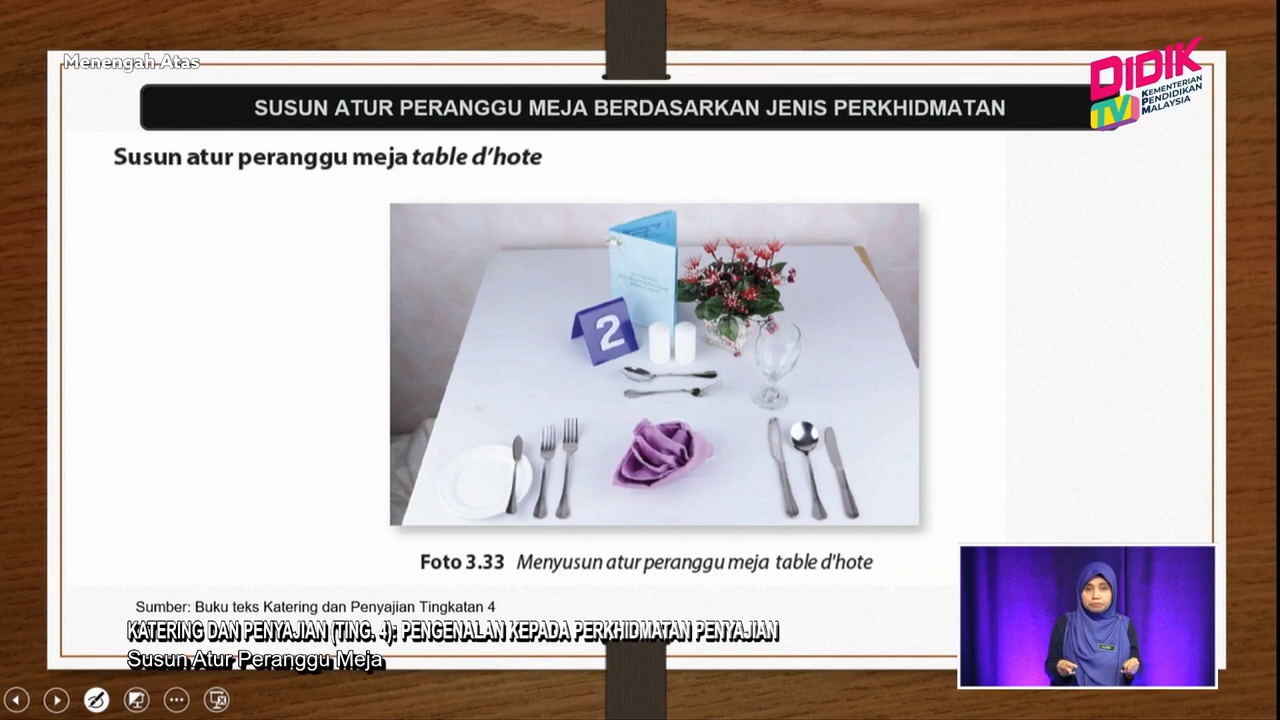 Menengah Atas
DIDIK
TV
KEMENTERIAN
PENDIDIKAN
MALAYSIA
SUSUN ATUR PERANGGU MEJA BERDASARKAN JENIS PERKHIDMATAN
Susun atur peranggu meja table d'hote
2
Foto 3.33 Menyusun atur peranggu meja table d'hote
Sumber: Buku teks Katering dan Penyajian Tingkatan 4
KATERING DAN PENYAJIAN (TING. 4): PENGENALAN KEPADA PERKHIDMATAN PENYAJIAN
Susun Atur Peranggu Meja